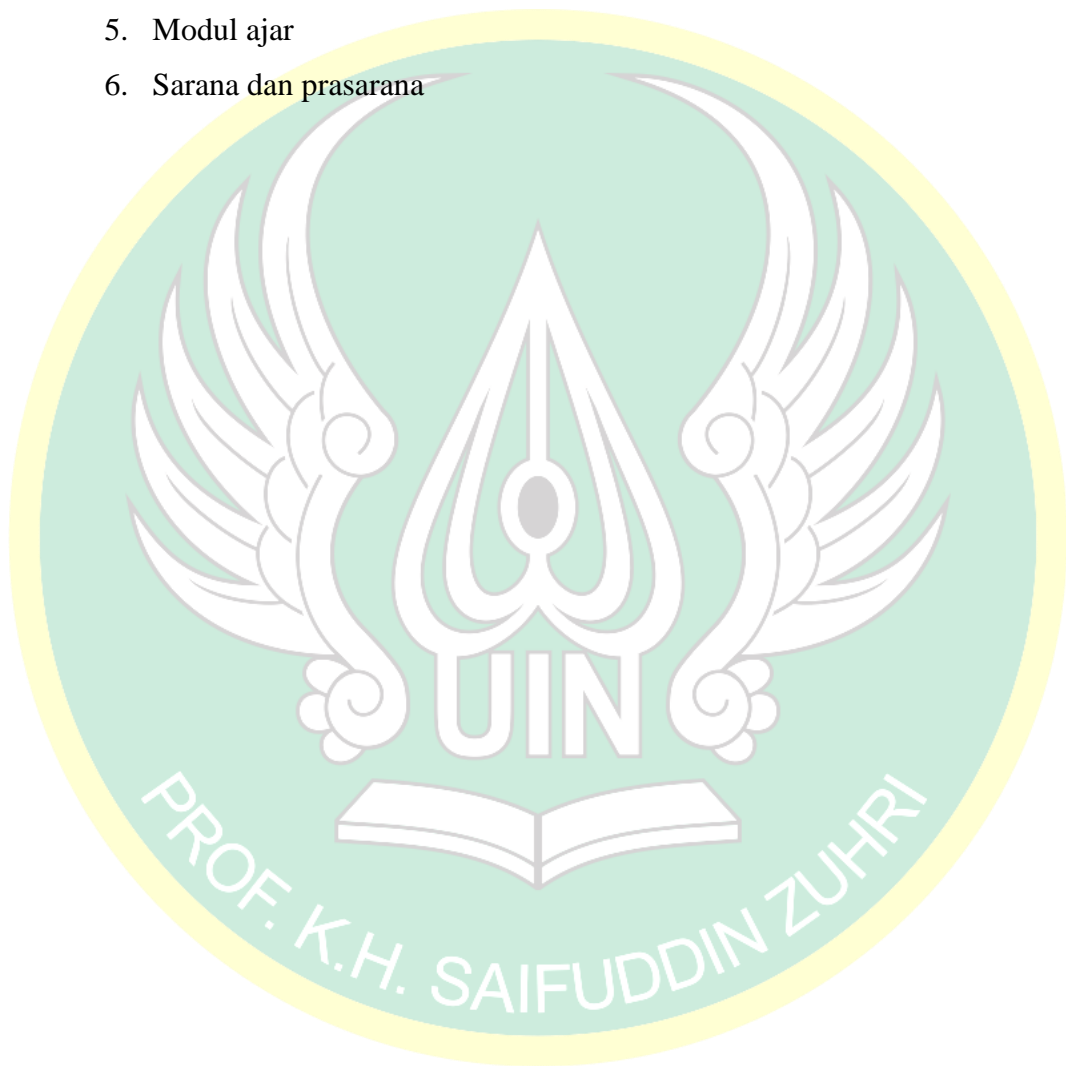 5. Modul ajar
6. Sarana dan prasarana
UIN
PROF. K.H. SAIFUDDIN ZUHRI